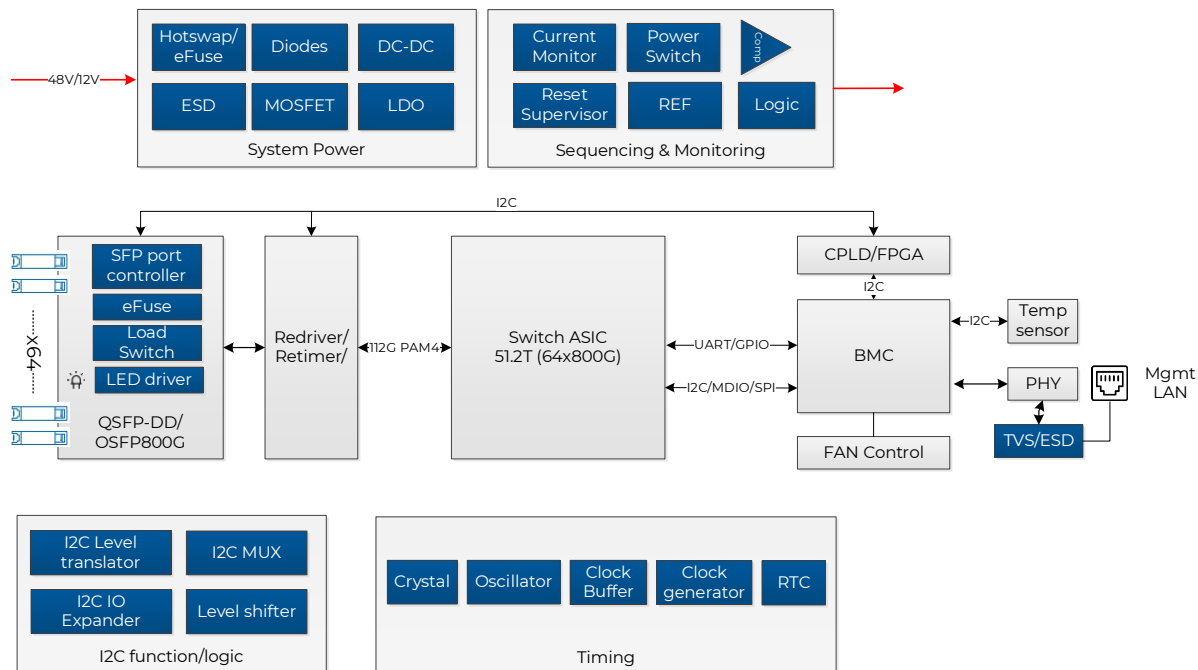 Hotswap/
eFuse
Diodes
DC-DC
ESD
MOSFET
LDO
System Power
48V/12V
Current
Monitor
Power
Switch
Comp
Reset
Supervisor
REF
Logic
Sequencing & Monitoring
I2C
SFP port
controller
eFuse
Load
Switch
LED driver
QSFP-DD/
OSFP800G
x64
Redriver/
Retimer/
112G PAM4
Switch ASIC
51.2T (64x800G)
UART/GPIO
I2C/MDIO/SPI
CPLD/FPGA
I2C
BMC
FAN Control
I2C
Temp
sensor
PHY
TVS/ESD
Mgmt
LAN
I2C Level
translator
I2C MUX
I2C IO
Expander
Level shifter
I2C function/logic
Crystal
Oscillator
Clock
Buffer
Clock
generator
RTC
Timing